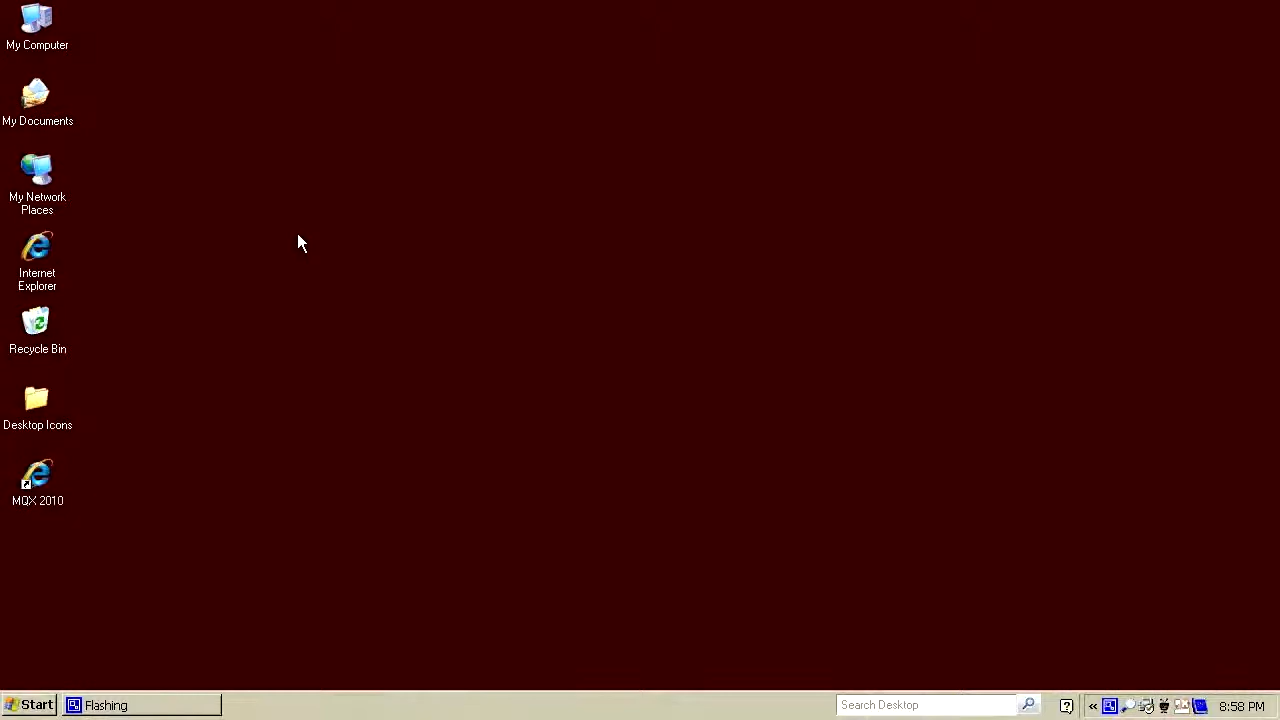 My Computer
My Documents
My Network
Places
Internet
Explorer
Recycle Bin
Desktop Icons
MQX 2010
Start
Flashing
Search Desktop
8:58 PM